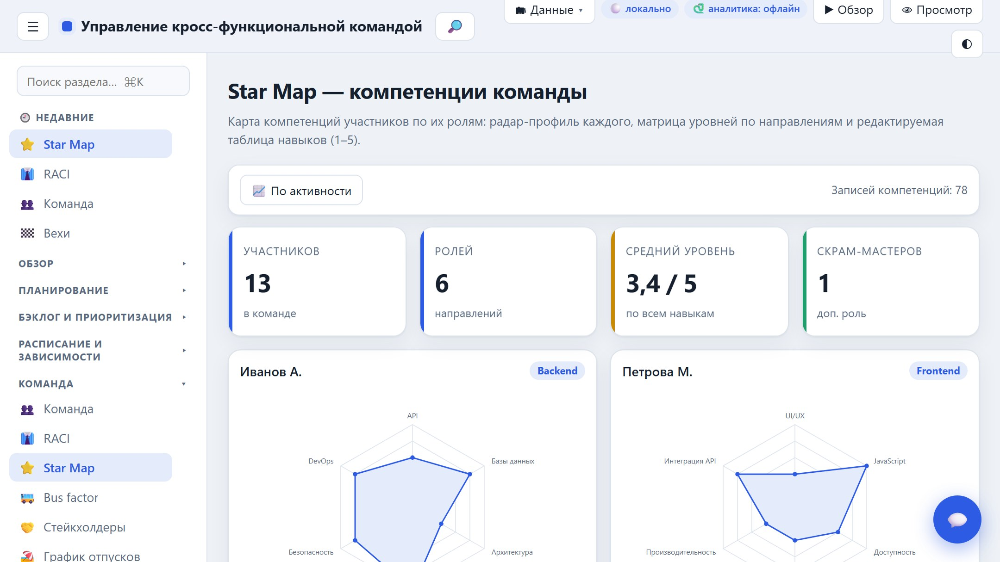 Управление кросс-функциональной командой
Данные
локально
аналитика: офлайн
Обзор
Просмотр
Поиск раздела... ⌘K
НЕДАВНИЕ
Star Map
RACI
Команда
Вехи
ОБЗОР
ПЛАНИРОВАНИЕ
БЭКЛОГ И ПРИОРИТИЗАЦИЯ
РАСПИСАНИЕ И
ЗАВИСИМОСТИ
КОМАНДА
Команда
RACI
Star Map
Bus factor
Стейкхолдеры
График отпусков
Star Map — компетенции команды
Карта компетенций участников по их ролям: радар-профиль каждого, матрица уровней по направлениям и редактируемая
таблица навыков (1–5).
По активности
Записей компетенций: 78
УЧАСТНИКОВ
13
в команде
РОЛЕЙ
6
направлений
СРЕДНИЙ УРОВЕНЬ
3,4 / 5
по всем навыкам
СКРАМ-МАСТЕРОВ
1
доп. роль
Иванов А.
Backend
API
DevOps
Базы данных
Безопасность
Архитектура
Петрова М.
Frontend
UI/UX
Интеграция API
JavaScript
Производительность
Доступность